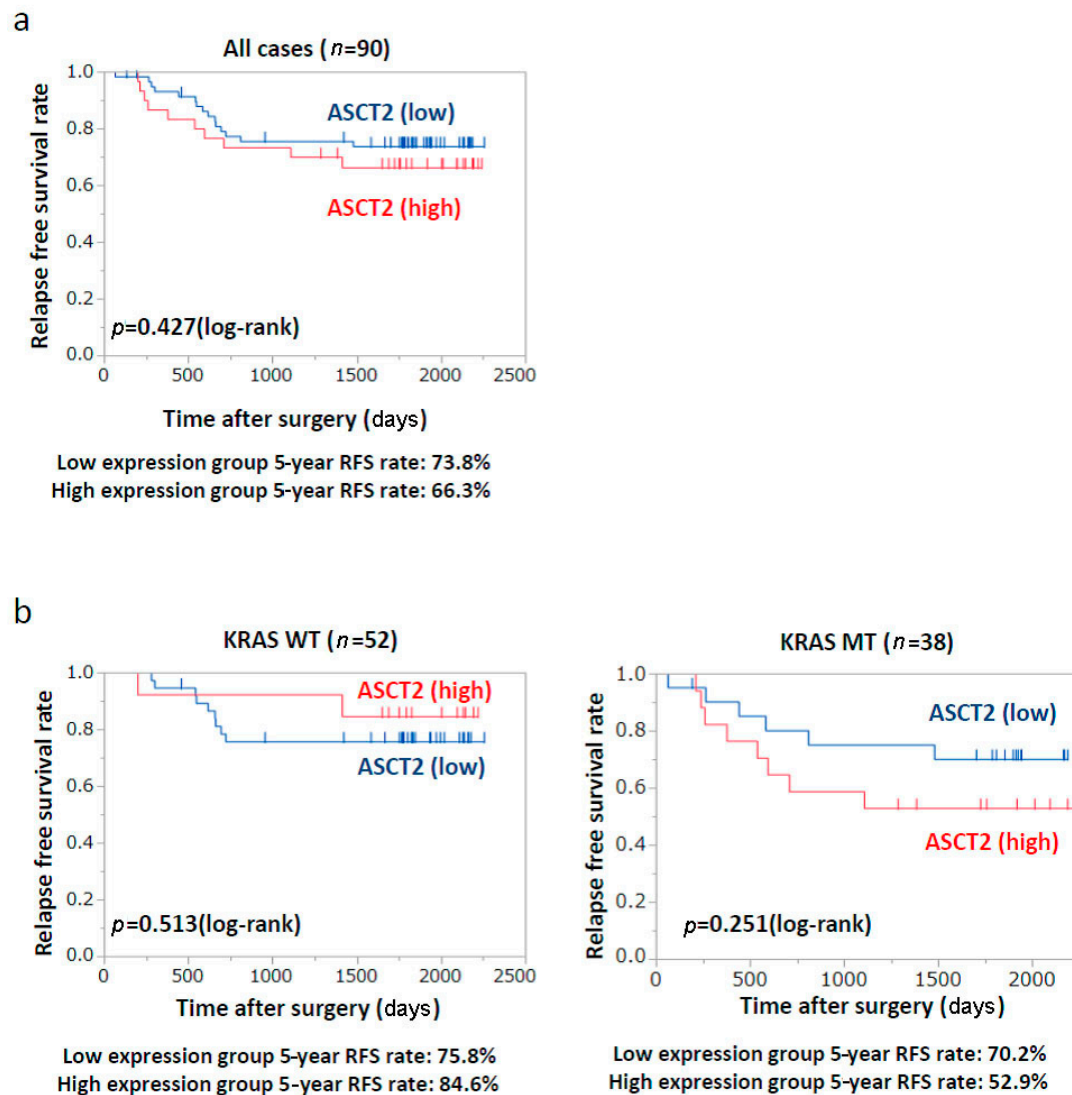 a
All cases (n=90)
Relapse free survival rate
1.0
0.8
0.6
0.4
0.2
0.0
ASCT2 (low)
ASCT2 (high)
p=0.427(log-rank)
0 500 1000 1500 2000 2500
Time after surgery (days)
Low expression group 5-year RFS rate: 73.8%
High expression group 5-year RFS rate: 66.3%
b
KRAS WT (n=52)
Relapse free survival rate
1.0
0.8
0.6
0.4
0.2
0.0
ASCT2 (high)
ASCT2 (low)
p=0.513(log-rank)
0 500 1000 1500 2000 2500
Time after surgery (days)
Low expression group 5-year RFS rate: 75.8%
High expression group 5-year RFS rate: 84.6%
KRAS MT (n=38)
Relapse free survival rate
1.0
0.8
0.6
0.4
0.2
0.0
ASCT2 (low)
ASCT2 (high)
p=0.251(log-rank)
0 500 1000 1500 2000
Time after surgery (days)
Low expression group 5-year RFS rate: 70.2%
High expression group 5-year RFS rate: 52.9%